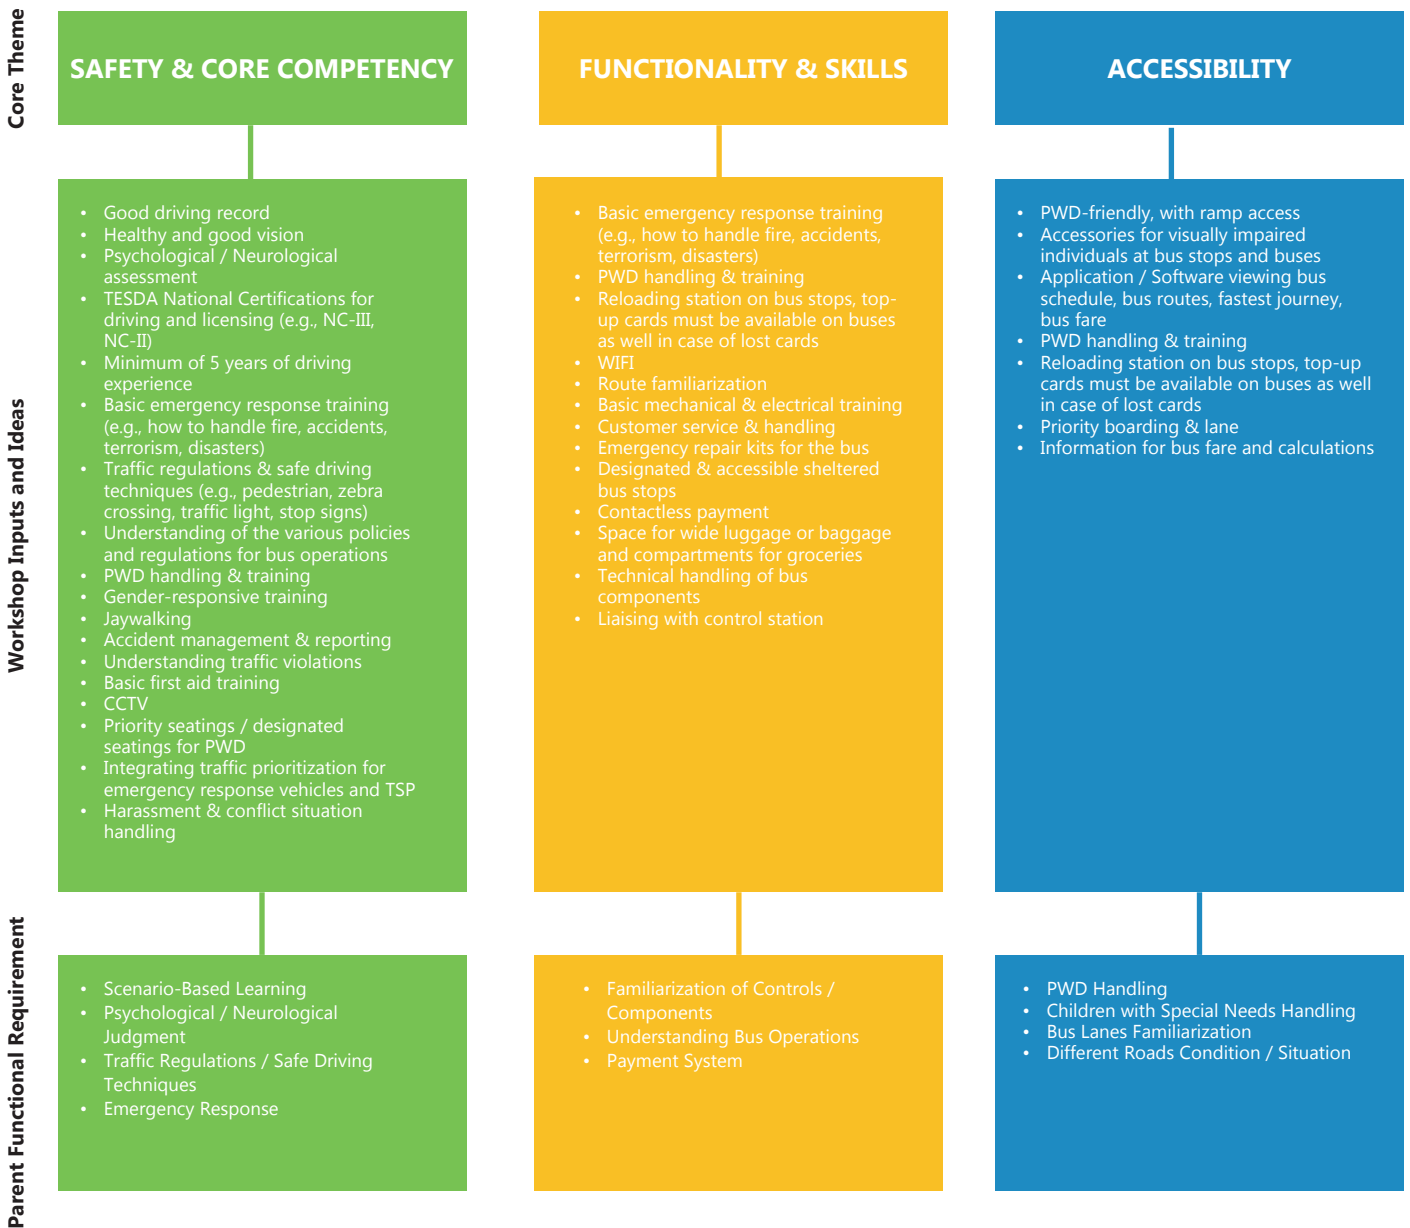 Core Theme
SAFETY & CORE COMPETENCY
FUNCTIONALITY & SKILLS
ACCESSIBILITY
Workshop Inputs and Ideas
• Good driving record
• Healthy and good vision
• Psychological / Neurological
assessment
• TESDA National Certifications for
driving and licensing (e.g., NC-III,
NC-II)
• Minimum of 5 years of driving
experience
• Basic emergency response training
(e.g., how to handle fire, accidents,
terrorism, disasters)
• Traffic regulations & safe driving
techniques (e.g., pedestrian, zebra
crossing, traffic light, stop signs)
• Understanding of the various policies
and regulations for bus operations
• PWD handling & training
• Gender-responsive training
• Jaywalking
• Accident management & reporting
• Understanding traffic violations
• Basic first aid training
• CCTV
• Priority seatings / designated
seatings for PWD
• Integrating traffic prioritization for
emergency response vehicles and TSP
• Harassment & conflict situation
handling
• Basic emergency response training
(e.g., how to handle fire, accidents,
terrorism, disasters)
• PWD handling & training
• Reloading station on bus stops, top-
up cards must be available on buses
as well in case of lost cards
• WIFI
• Route familiarization
• Basic mechanical & electrical training
• Customer service & handling
• Emergency repair kits for the bus
• Designated & accessible sheltered
bus stops
• Contactless payment
• Space for wide luggage or baggage
and compartments for groceries
• Technical handling of bus
components
• Liaising with control station
• PWD-friendly, with ramp access
• Accessories for visually impaired
individuals at bus stops and buses
• Application / Software viewing bus
schedule, bus routes, fastest journey,
bus fare
• PWD handling & training
• Reloading station on bus stops, top-up
cards must be available on buses as well
in case of lost cards
• Priority boarding & lane
• Information for bus fare and calculations
Parent Functional Requirement
• Scenario-Based Learning
• Psychological / Neurological
Judgment
• Traffic Regulations / Safe Driving
Techniques
• Emergency Response
• Familiarization of Controls /
Components
• Understanding Bus Operations
• Payment System
• PWD Handling
• Children with Special Needs Handling
• Bus Lanes Familiarization
• Different Roads Condition / Situation